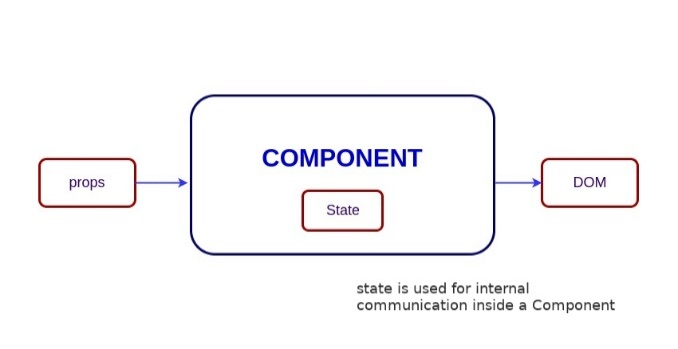 COMPONENT
props
State
DOM
state is used for internal
communication inside a Component